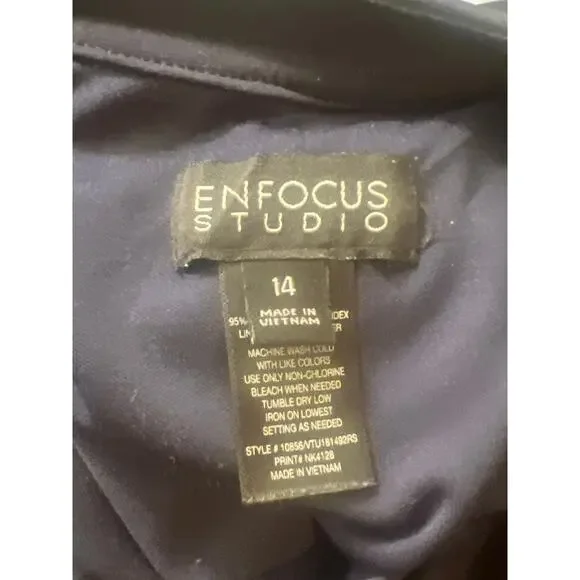 ENFOCUS
STUDIO
14
MADE IN
VIETNAM
95%
MACHINE WASH COLD
WITH LIKE COLORS
USE ONLY NON-CHLORINE
BLEACH WHEN NEEDED
TUMBLE DRY LOW
IRON ON LOWEST
SETTING AS NEEDED
STYLE # 10856/VTU181492RS
PRINT# NK4128
MADE IN VIETNAM